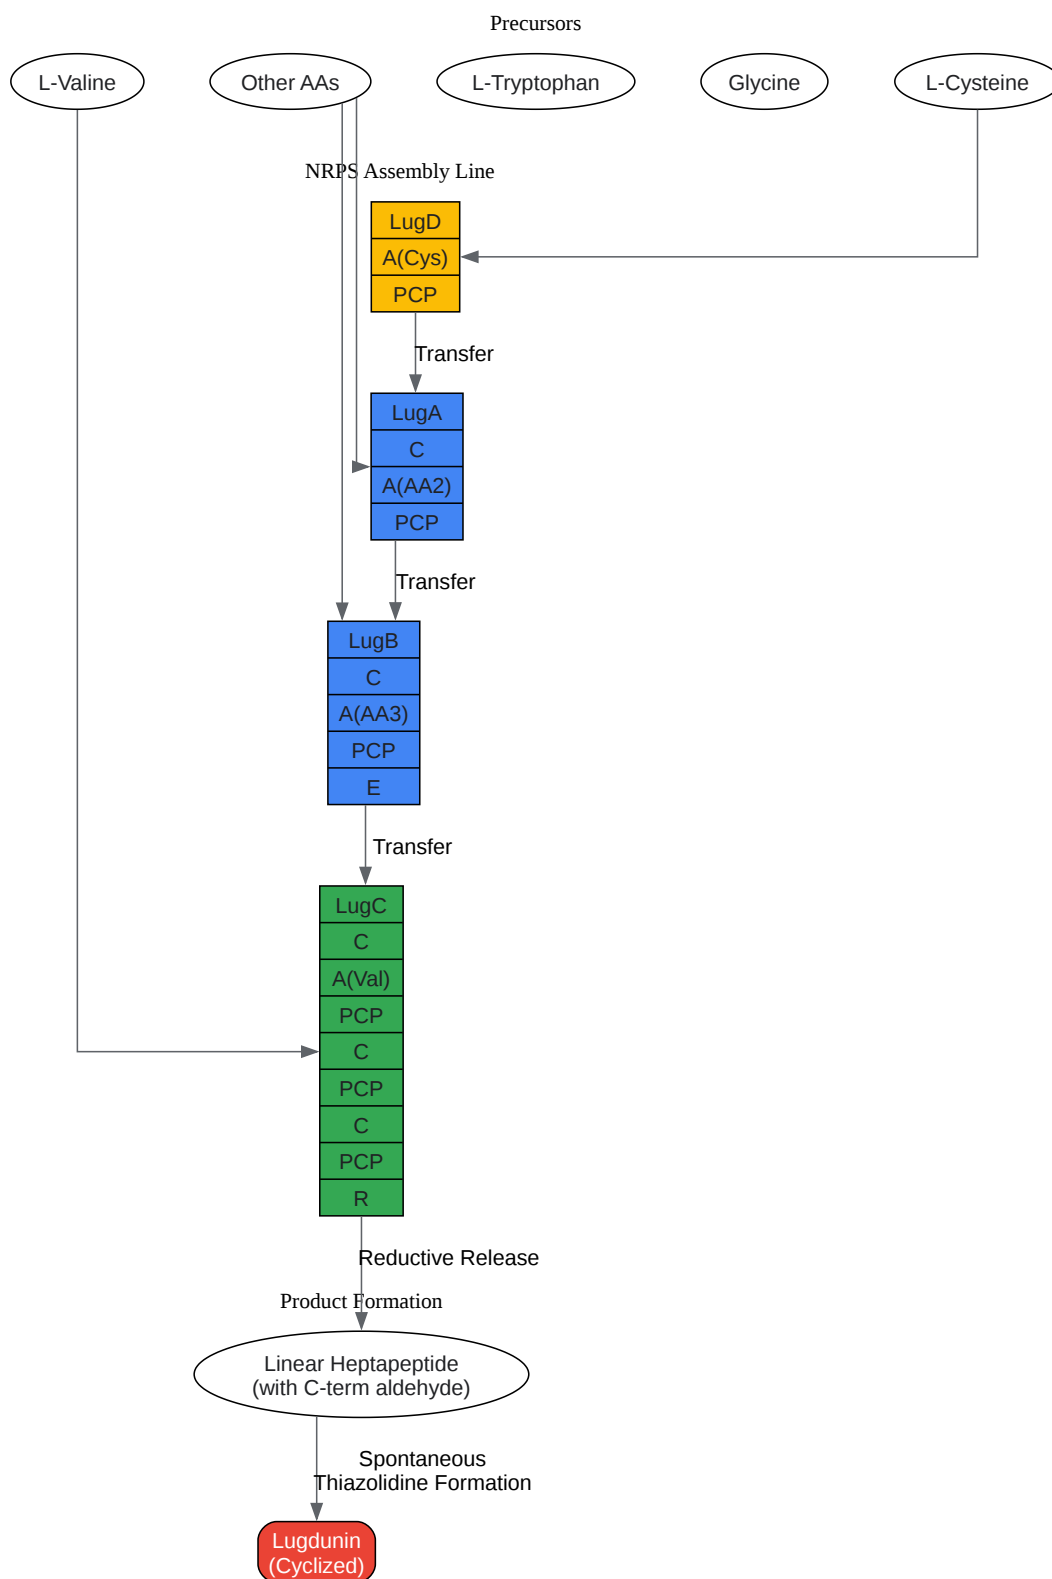 Precursors
L-Valine
Other AAs
L-Tryptophan
Glycine
L-Cysteine
NRPS Assembly Line
LugD
A(Cys)
PCP
Transfer
LugA
C
A(AA2)
PCP
Transfer
LugB
C
A(AA3)
PCP
E
Transfer
LugC
C
A(Val)
PCP
C
PCP
C
PCP
R
Reductive Release
Product Formation
Linear Heptapeptide
(with C-term aldehyde)
Spontaneous
Thiazolidine Formation
Lugdunin
(Cyclized)